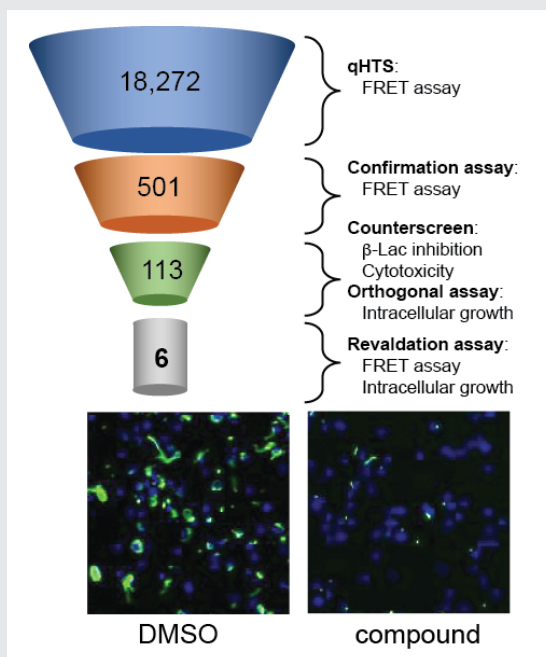 18,272
qHTS:
FRET assay
501
Confirmation assay:
FRET assay
113
Counterscreen:
β-Lac inhibition
Cytotoxicity
Orthogonal assay:
Intracellular growth
6
Revaldation assay:
FRET assay
Intracellular growth
DMSO
compound